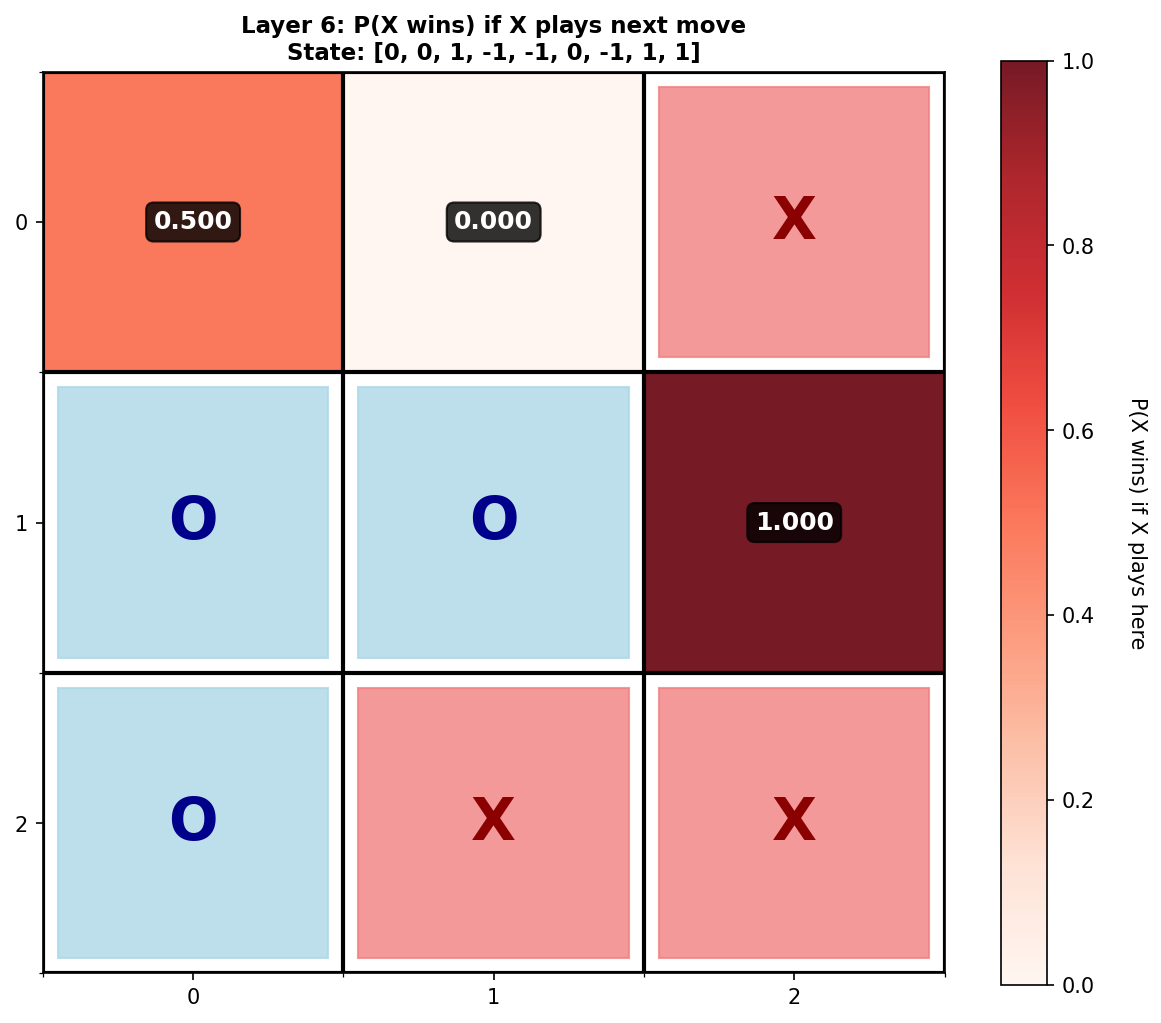 Layer 6: P(X wins) if X plays next move
State: [0, 0, 1, -1, -1, 0, -1, 1, 1]
0
0.500
0.000
X
1
O
O
1.000
2
O
X
X
0
1
2
1.0
0.8
0.6
0.4
0.2
0.0
P(X wins) if X plays here